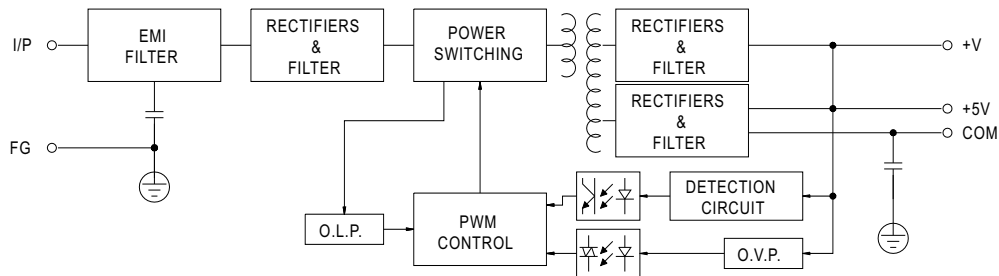 I/P
EMI
FILTER
RECTIFIERS
&
FILTER
POWER
SWITCHING
RECTIFIERS
&
FILTER
+V
RECTIFIERS
&
FILTER
+5V
COM
FG
O.L.P.
PWM
CONTROL
DETECTION
CIRCUIT
O.V.P.